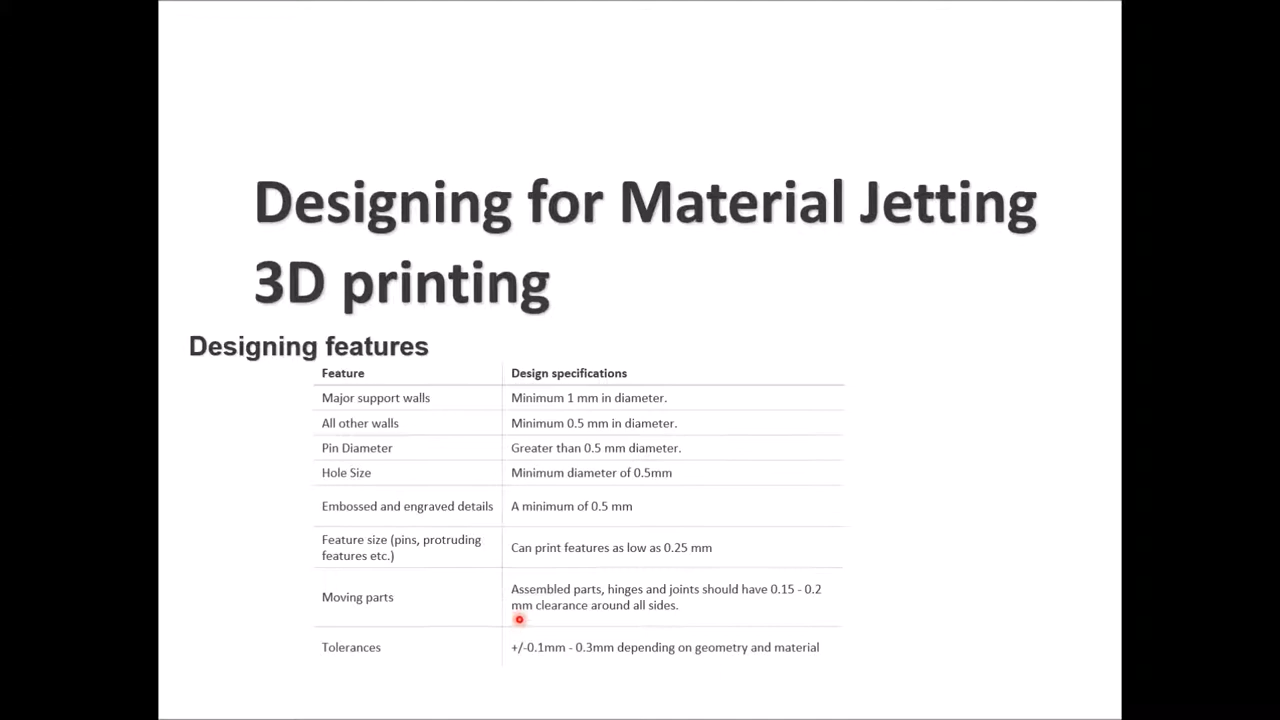 Designing for Material Jetting
3D printing
Designing features
Feature Design specifications
Major support walls Minimum 1 mm in diameter.
All other walls Minimum 0.5 mm in diameter.
Pin Diameter Greater than 0.5 mm diameter.
Hole Size Minimum diameter of 0.5mm
Embossed and engraved details A minimum of 0.5 mm
Feature size (pins, protruding
features etc.) Can print features as low as 0.25 mm
Moving parts Assembled parts, hinges and joints should have 0.15 - 0.2
mm clearance around all sides.
Tolerances +/-0.1mm - 0.3mm depending on geometry and material